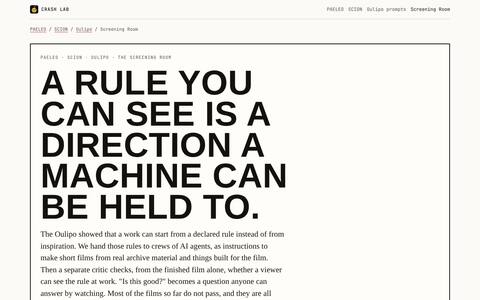 CRASH LAB
PAELEO SCION Oulipo prompts Screening Room
PAELEO / SCION / Oulipo / Screening Room
PAELEO · SCION · OULIPO · THE SCREENING ROOM
A RULE YOU
CAN SEE IS A
DIRECTION A
MACHINE CAN
BE HELD TO.
The Oulipo showed that a work can start from a declared rule instead of from
inspiration. We hand those rules to crews of AI agents, as instructions to
make short films from real archive material and things built for the film.
Then a separate critic checks, from the finished film alone, whether a viewer
can see the rule at work. "Is this good?" becomes a question anyone can
answer by watching. Most of the films so far do not pass, and they are all